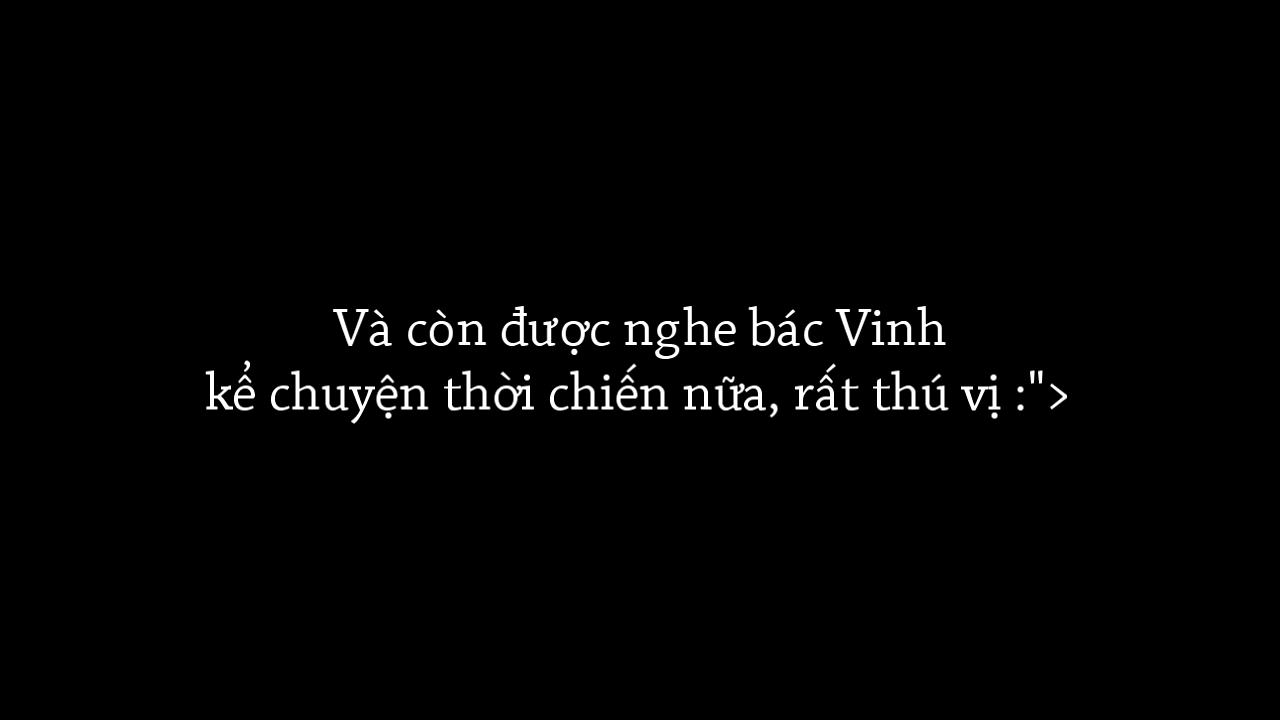 Và còn được nghe bác Vinh
kể chuyện thời chiến nữa, rất thú vị :">